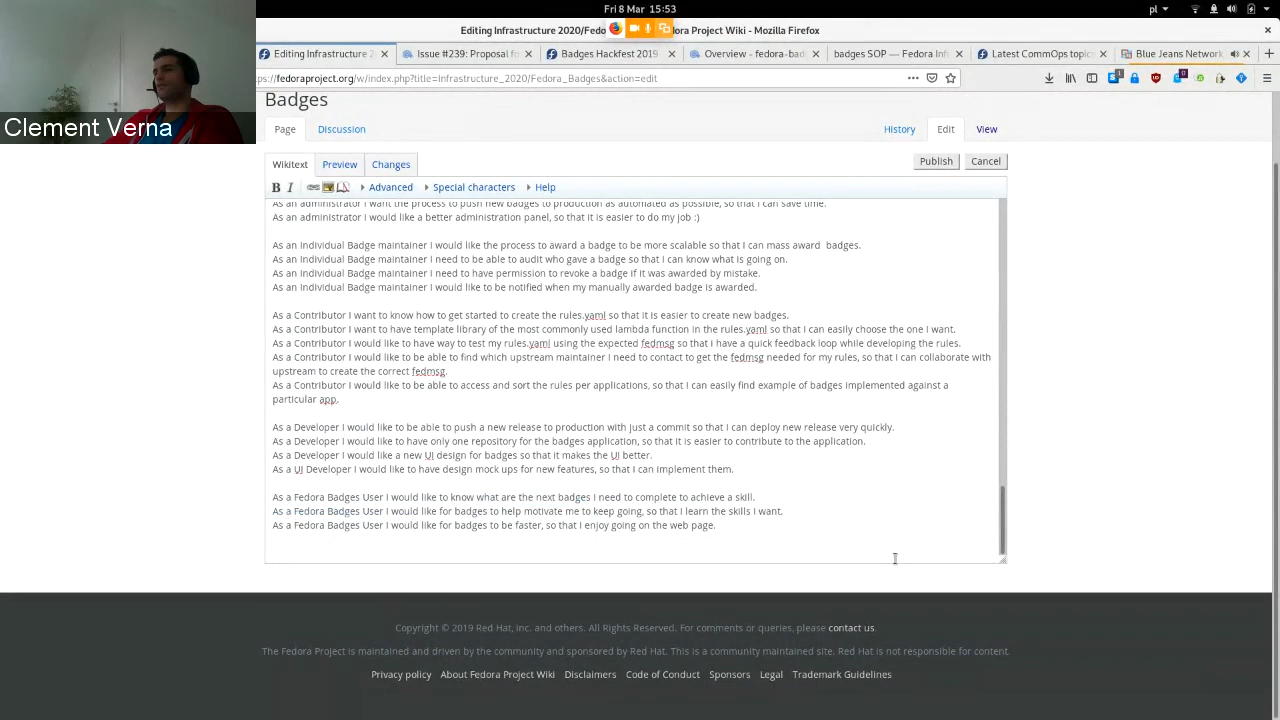 Fri 8 Mar 15:53
pl
Editing Infrastructure 2020/Fedo
ora Project Wiki - Mozilla Firefox
Editing Infrastructure 2
Issue #239: Proposal fo
Badges Hackfest 2019
Overview - fedora-bad
badges SOP — Fedora Inf
Latest CommOps topic
Blue Jeans Network
ps://fedoraproject.org/w/index.php?title=Infrastructure_2020/Fedora_Badges&action=edit
1
0
Clement Verna
Badges
Page
Discussion
History
Edit
View
Wikitext
Preview
Changes
Publish
Cancel
B I
Advanced
Special characters
Help
As an administrator I want the process to push new badges to production as automated as possible, so that I can save time.
As an administrator I would like a better administration panel, so that it is easier to do my job :)
As an Individual Badge maintainer I would like the process to award a badge to be more scalable so that I can mass award  badges.
As an Individual Badge maintainer I need to be able to audit who gave a badge so that I can know what is going on.
As an Individual Badge maintainer I need to have permission to revoke a badge if it was awarded by mistake.
As an Individual Badge maintainer I would like to be notified when my manually awarded badge is awarded.
As a Contributor I want to know how to get started to create the rules.yaml so that it is easier to create new badges.
As a Contributor I want to have template library of the most commonly used lambda function in the rules.yaml so that I can easily choose the one I want.
As a Contributor I would like to have way to test my rules.yaml using the expected fedmsg so that i have a quick feedback loop while developing the rules.
As a Contributor I would like to be able to find which upstream maintainer I need to contact to get the fedmsg needed for my rules, so that I can collaborate with
upstream to create the correct fedmsg.
As a Contributor I would like to be able to access and sort the rules per applications, so that I can easily find example of badges implemented against a
particular app.
As a Developer I would like to be able to push a new release to production with just a commit so that I can deploy new release very quickly.
As a Developer I would like to have only one repository for the badges application, so that it is easier to contribute to the application.
As a Developer I would like a new UI design for badges so that it makes the UI better.
As a UI Developer I would like to have design mock ups for new features, so that I can implement them.
As a Fedora Badges User I would like to know what are the next badges I need to complete to achieve a skill.
As a Fedora Badges User I would like for badges to help motivate me to keep going, so that I learn the skills I want.
As a Fedora Badges User I would like for badges to be faster, so that I enjoy going on the web page.
Copyright © 2019 Red Hat, Inc. and others. All Rights Reserved. For comments or queries, please contact us.
The Fedora Project is maintained and driven by the community and sponsored by Red Hat. This is a community maintained site. Red Hat is not responsible for content.
Privacy policy
About Fedora Project Wiki
Disclaimers
Code of Conduct
Sponsors
Legal
Trademark Guidelines